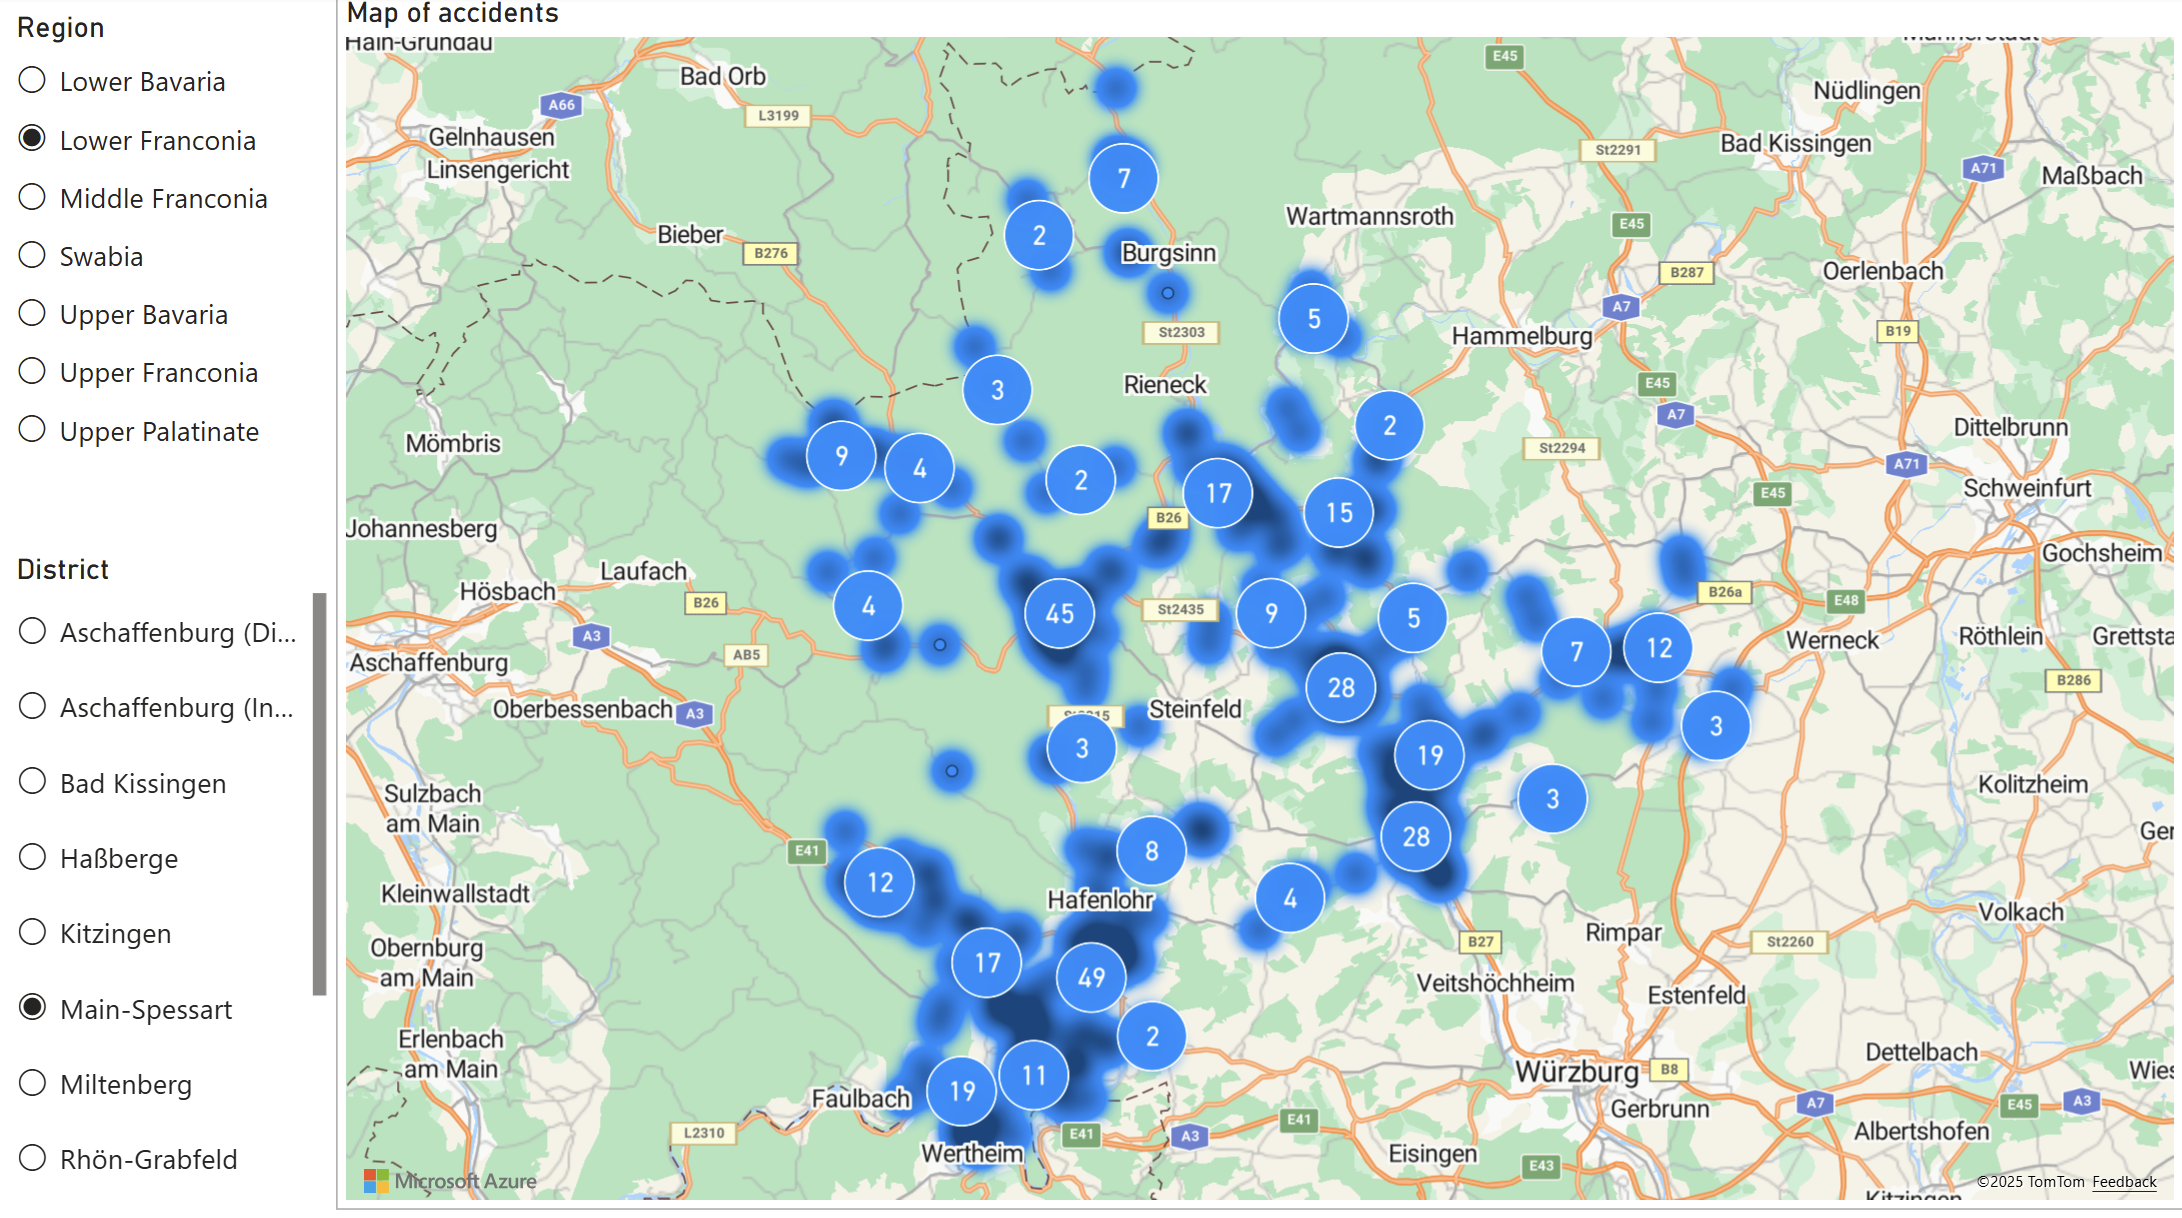 Region
Lower Bavaria
Lower Franconia
Middle Franconia
Swabia
Upper Bavaria
Upper Franconia
Upper Palatinate
District
Aschaffenburg (Di...
Aschaffenburg (In...
Bad Kissingen
Haßberge
Kitzingen
Main-Spessart
Miltenberg
Rhön-Grabfeld
Map of accidents
Hain-Gründau
E45
Bad Orb
Nüdlingen
A66
L3199
Gelnhausen
Linsengericht
Bad Kissingen
St2291
A71
Maßbach
7
Wartmannsroth
E45
Bieber
2
B276
Burgsinn
B287
Oerlenbach
A7
5
St2303
Hammelburg
B19
Rieneck
3
E45
A7
2
Dittelbrunn
Mömbris
9
4
St2294
A71
2
17
E45
Schweinfurt
15
B26
Johannesberg
Gochsheim
Laufach
Hösbach
B26
4
45
St2435
9
5
B26a
E48
A3
7
12
Werneck
Röthlein
Grettsta
Aschaffenburg
AB5
28
B286
Oberbessenbach
A3
Steinfeld
3
3
19
Kolitzheim
Sulzbach
am Main
3
8
28
Ger
E41
12
Kleinwallstadt
Hafenlohr
4
Volkach
Obernburg
am Main
17
49
Rimpar
B27
St2260
Veitshöchheim
Estenfeld
2
Erlenbach
am Main
11
19
Würzburg
B8
Dettelbach
Wies
Faulbach
Gerbrunn
A7
E45
A3
L2310
Wertheim
E41
A3
E41
Albertshofen
Eisingen
E43
Microsoft Azure
©2025 TomTom Feedback
Kitzingen